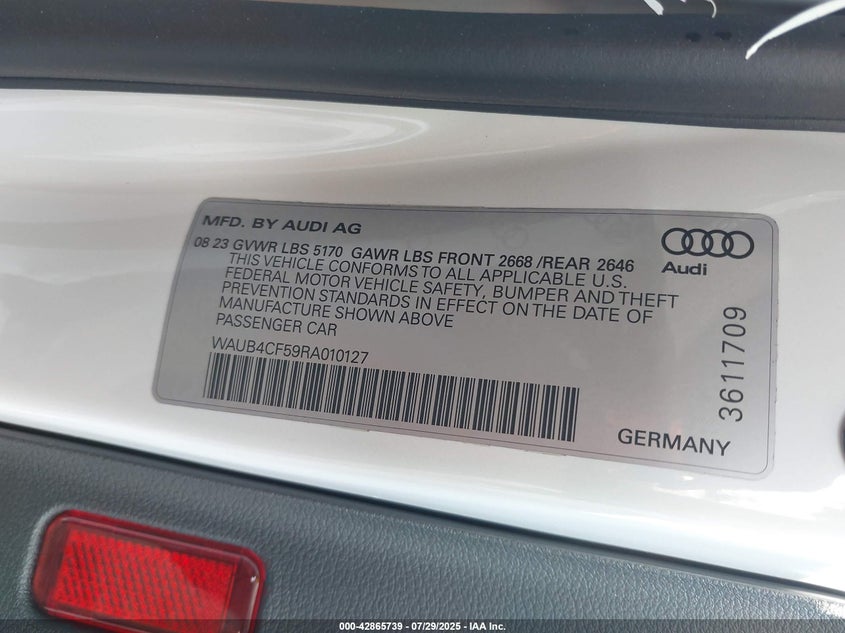 MFD. BY AUDI AG
08 23 GVWR LBS 5170 GAWR LBS FRONT 2668 /REAR 2646
THIS VEHICLE CONFORMS TO ALL APPLICABLE U.S.
FEDERAL MOTOR VEHICLE SAFETY, BUMPER AND THEFT
PREVENTION STANDARDS IN EFFECT ON THE DATE OF
MANUFACTURE SHOWN ABOVE
PASSENGER CAR
WAUB4CF59RA010127
Audi
3611709
GERMANY
000-42865739 - 07/29/2025 - IAA Inc.